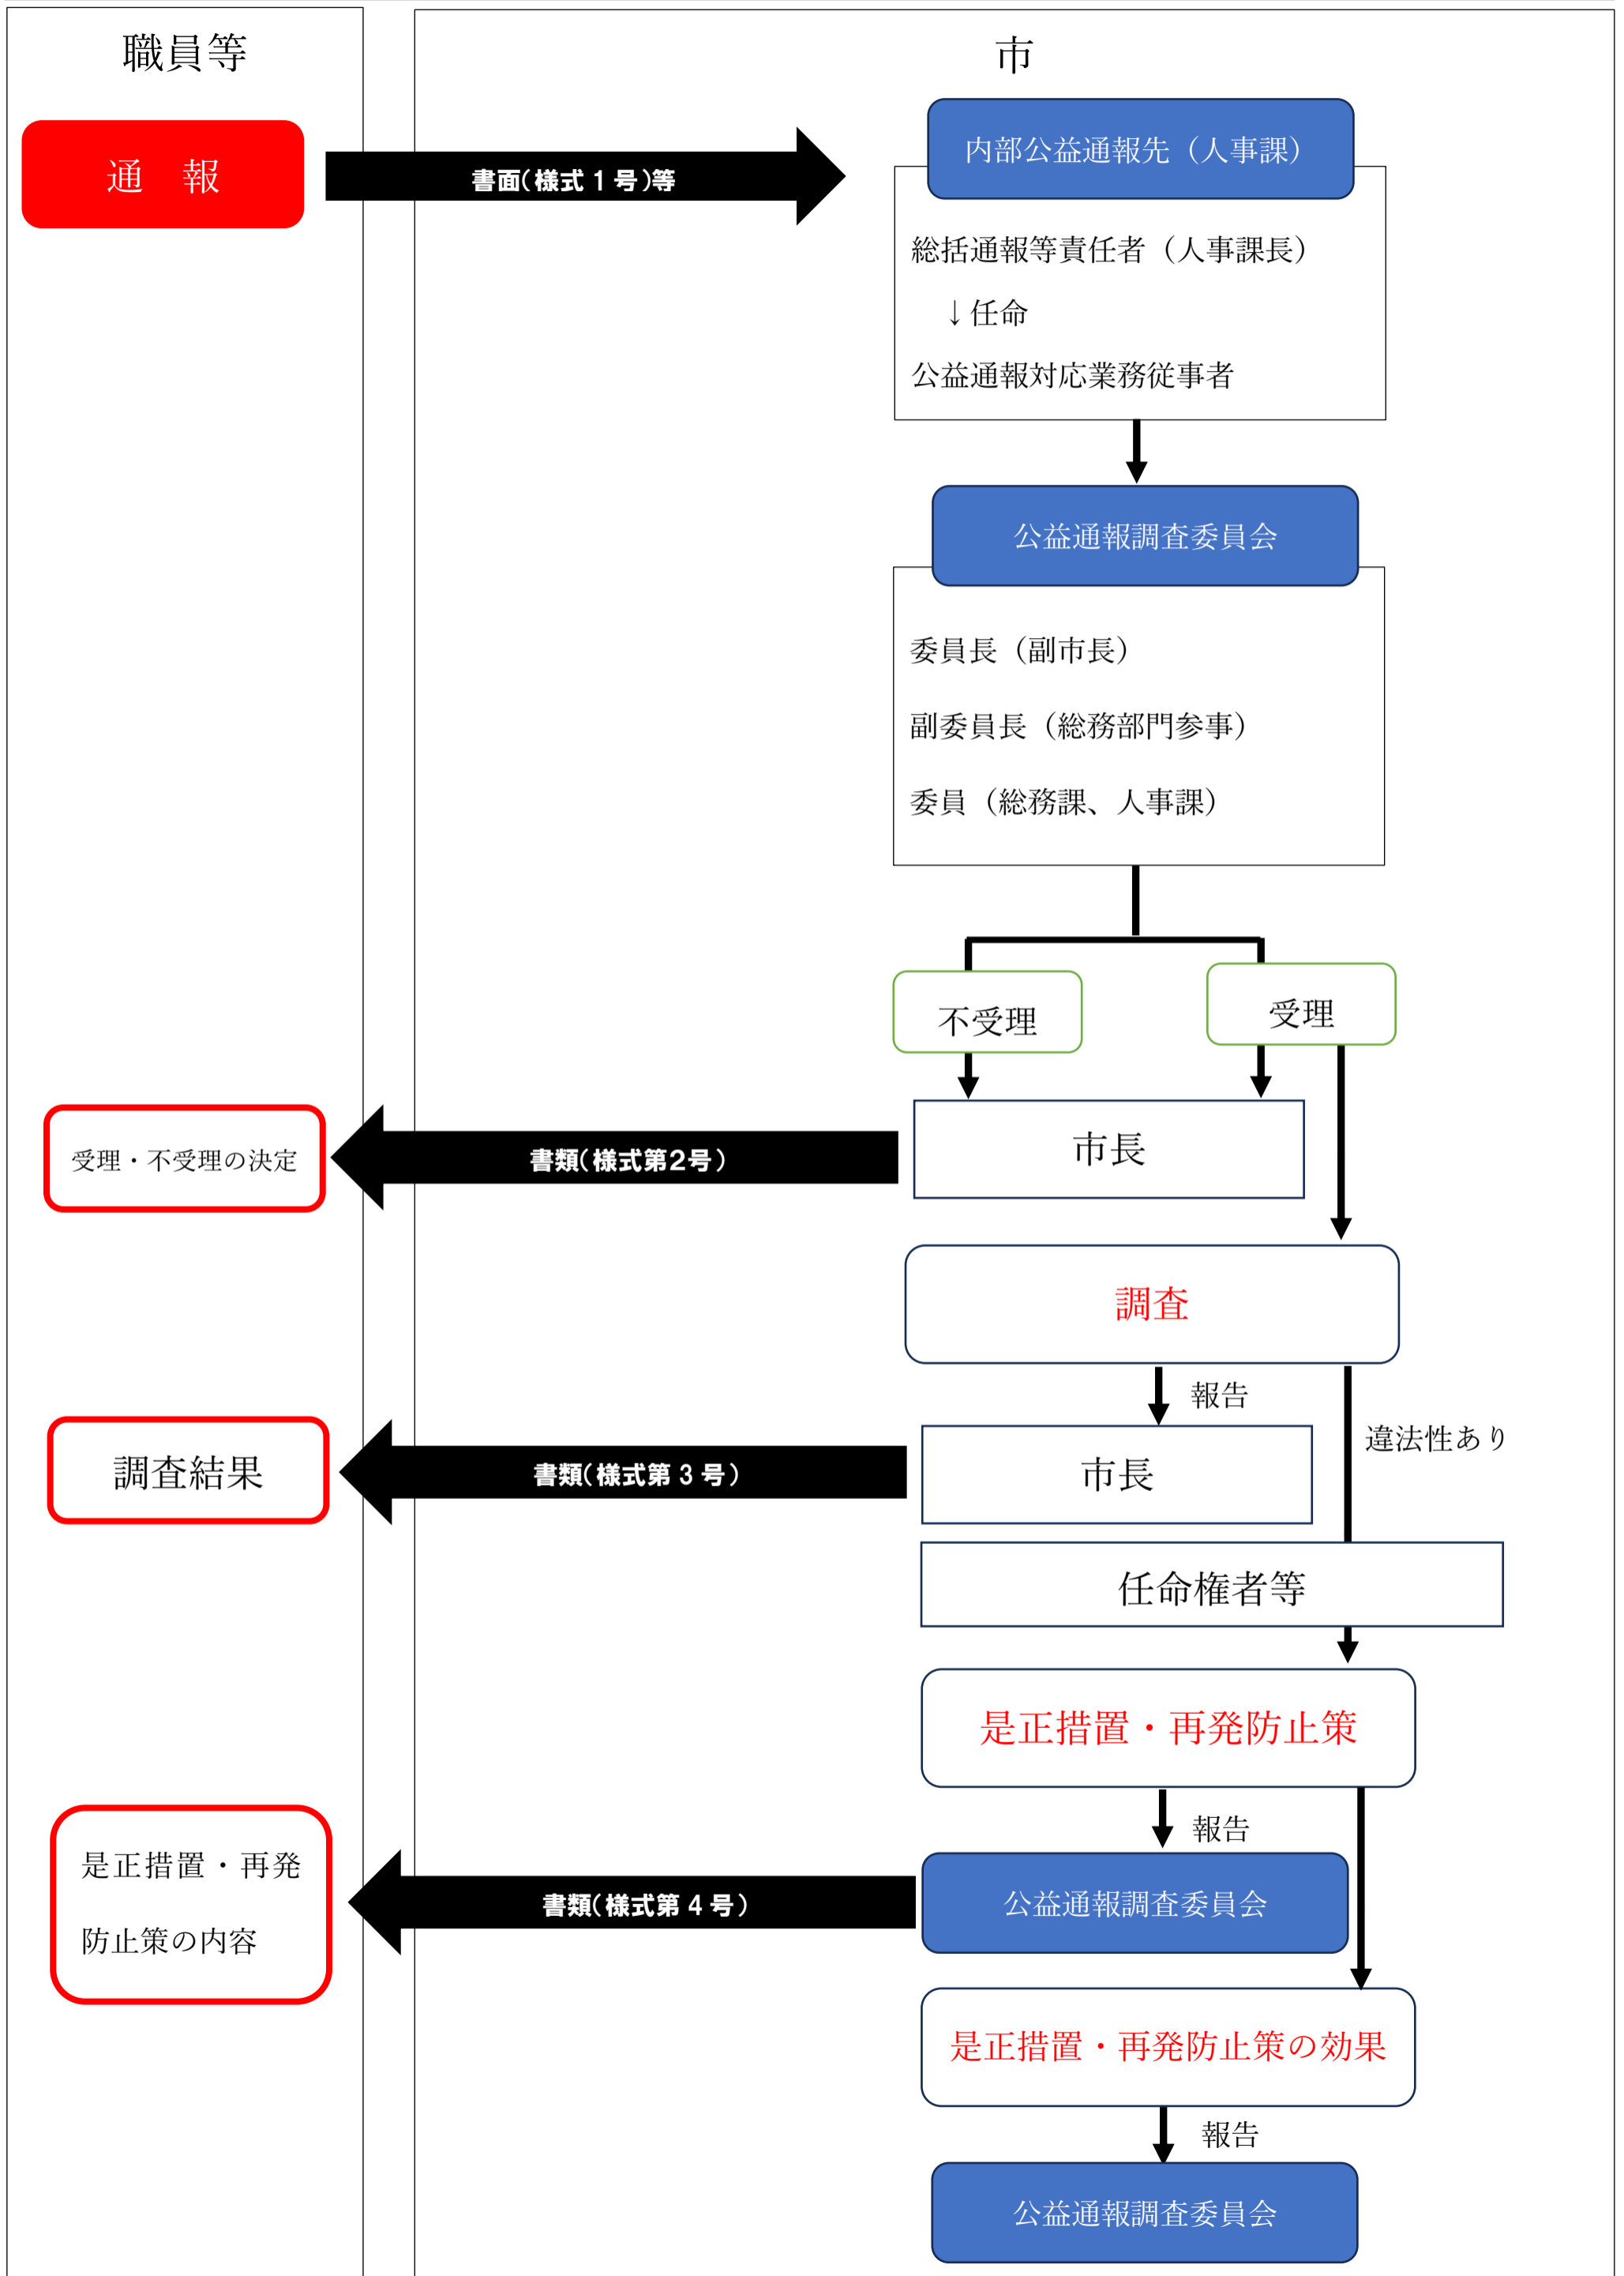 職員等
市
通　報
書面(様式 1 号)等
内部公益通報先（人事課）
総括通報等責任者（人事課長）
↓任命
公益通報対応業務従事者
公益通報調査委員会
委員長（副市長）
副委員長（総務部門参事）
委員（総務課、人事課）
不受理
受理
受理・不受理の決定
書類(様式第2号)
市長
調査
報告
違法性あり
調査結果
書類(様式第 3 号)
市長
任命権者等
是正措置・再発防止策
報告
是正措置・再発
防止策の内容
書類(様式第 4 号)
公益通報調査委員会
是正措置・再発防止策の効果
報告
公益通報調査委員会